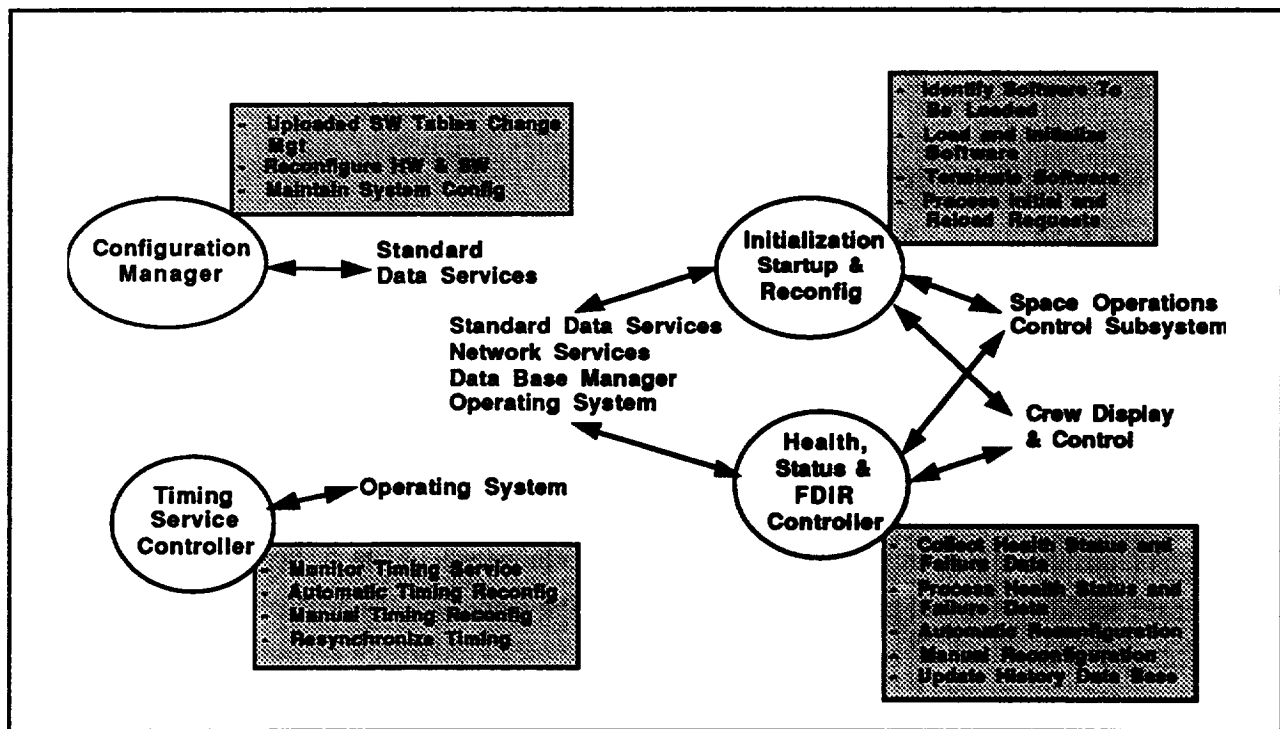 - Uploaded SW Tables Change
Mgt
- Reconfigure HW & SW
- Maintain System Config
Configuration
Manager
Standard
Data Services
- Identify Software To
Be Loaded
- Load and Initialize
Software
- Terminate Software
- Process Initial and
Reload Requests
Initialization
Startup &
Reconfig
Space Operations
Control Subsystem
Standard Data Services
Network Services
Data Base Manager
Operating System
Crew Display
& Control
Health,
Status &
FDIR
Controller
Timing
Service
Controller
Operating System
- Monitor Timing Service
- Automatic Timing Reconfig
- Manual Timing Reconfig
- Resynchronize Timing
- Collect Health Status and
Failure Data
- Process Health Status and
Failure Data
- Automatic Reconfiguration
- Manual Reconfiguration
- Update History Data Base